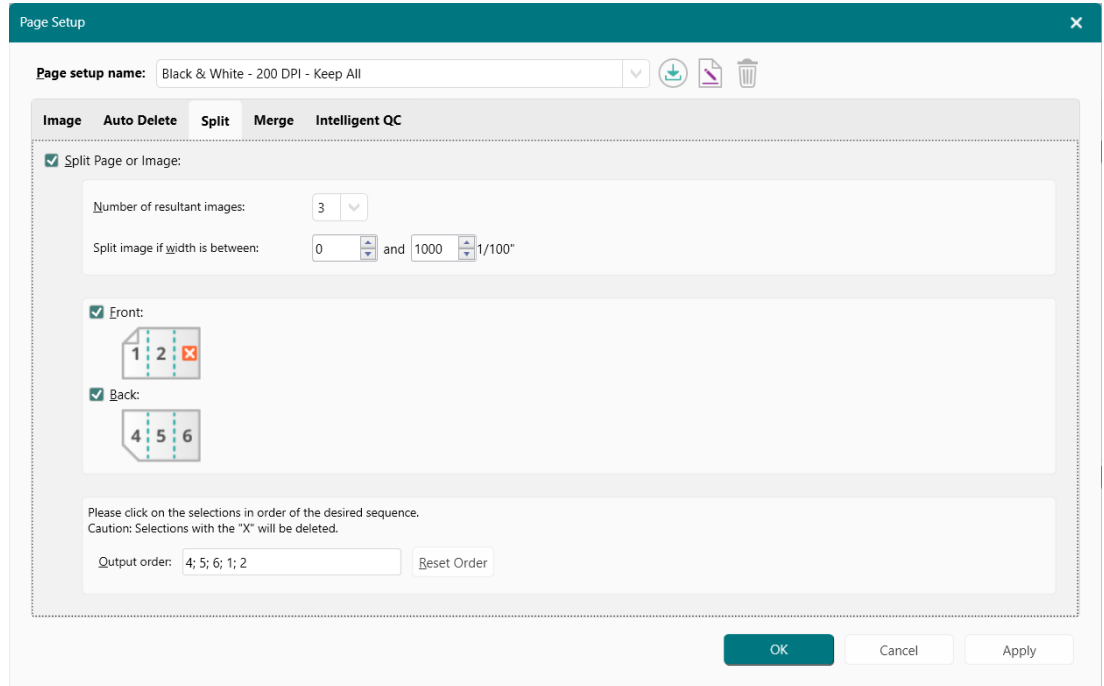 Page Setup
Page setup name: Black & White - 200 DPI - Keep All
Image Auto Delete Split Merge Intelligent QC
Split Page or Image:
Number of resultant images: 3
Split image if width is between: 0 and 1000 1/100"
Front:
1 2 X
Back:
4 5 6
Please click on the selections in order of the desired sequence.
Caution: Selections with the "X" will be deleted.
Output order: 4; 5; 6; 1; 2 Reset Order
OK Cancel Apply